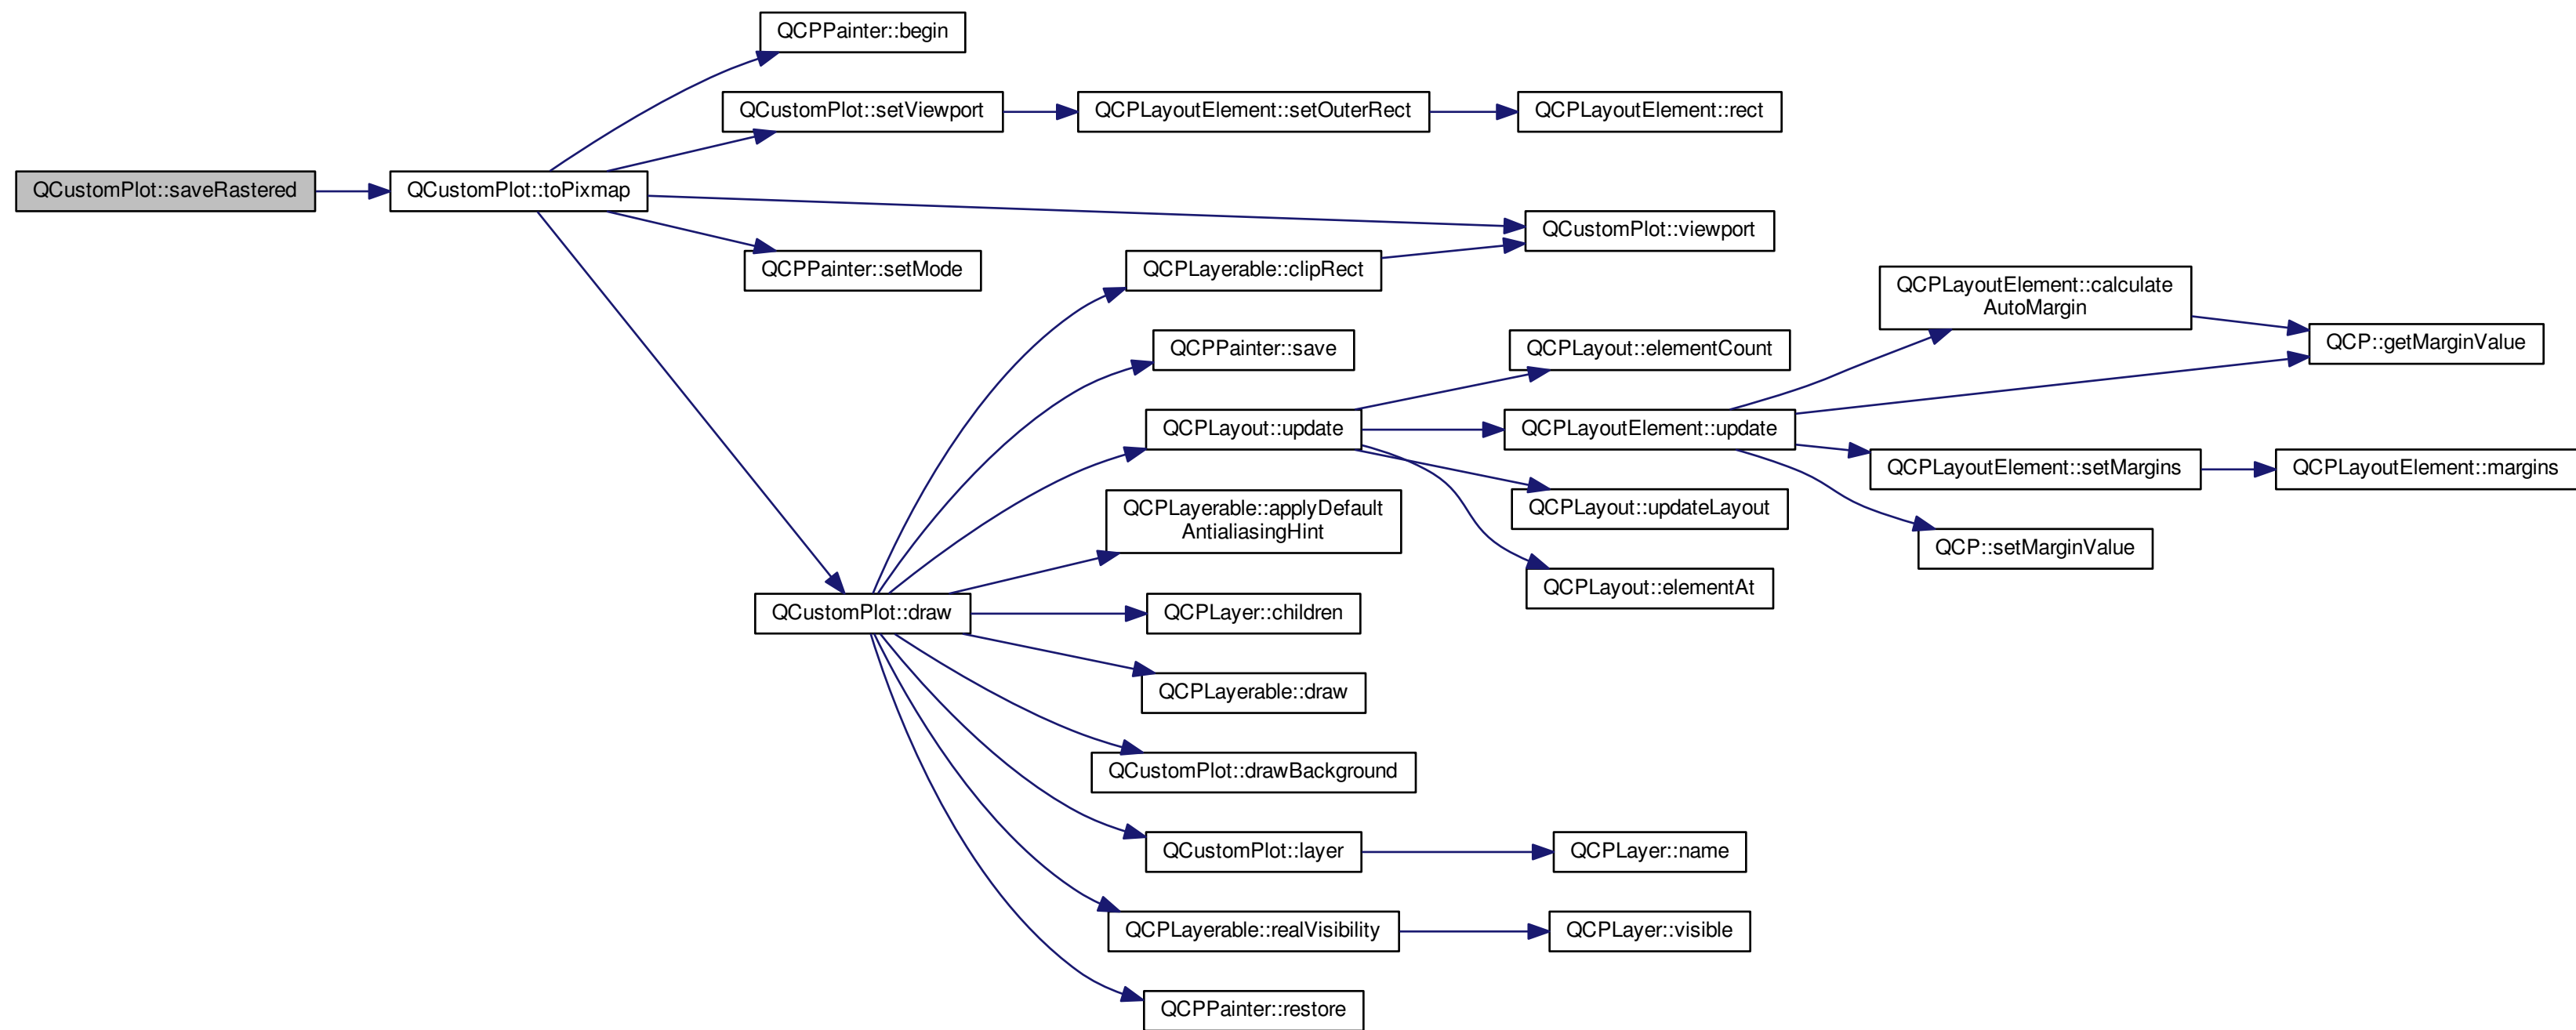 QCPPainter::begin
QCustomPlot::setViewport
QCPLayoutElement::setOuterRect
QCPLayoutElement::rect
QCustomPlot::saveRastered
QCustomPlot::toPixmap
QCustomPlot::viewport
QCPPainter::setMode
QCPLayerable::clipRect
QCPLayoutElement::calculate
AutoMargin
QCP::getMarginValue
QCPPainter::save
QCPLayout::elementCount
QCPLayout::update
QCPLayoutElement::update
QCPLayoutElement::setMargins
QCPLayoutElement::margins
QCPLayerable::applyDefault
AntialiasingHint
QCPLayout::updateLayout
QCP::setMarginValue
QCPLayout::elementAt
QCustomPlot::draw
QCPLayer::children
QCPLayerable::draw
QCustomPlot::drawBackground
QCustomPlot::layer
QCPLayer::name
QCPLayerable::realVisibility
QCPLayer::visible
QCPPainter::restore